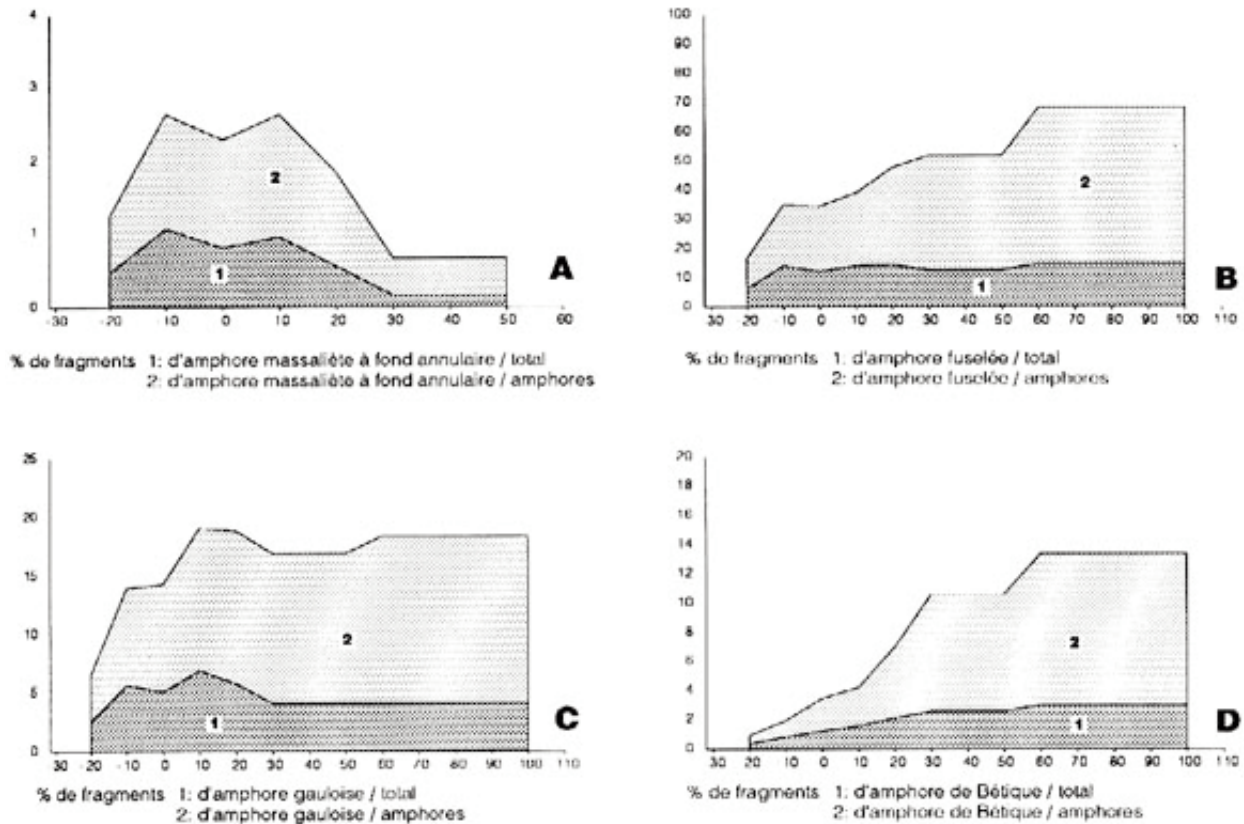 4
3
2
1
0
-30 -20 -10 0 10 20 30 40 50 60
2
1
A
% de fragments 1: d'amphore massaliète à fond annulaire / total
2: d'amphore massaliète à fond annulaire / amphores
100
90
80
70
60
50
40
30
20
10
0
30 -20 -10 0 10 20 30 40 50 60 70 80 90 100 110
2
1
B
% de fragments 1: d'amphore fuselée / total
2: d'amphore fuselée / amphores
25
20
15
10
5
0
30 -20 -10 0 10 20 30 40 50 60 70 80 90 100 110
2
1
C
% de fragments 1: d'amphore gauloise / total
2: d'amphore gauloise / amphores
20
18
16
14
12
10
8
6
4
2
0
30 -20 -10 0 10 20 30 40 50 60 70 80 90 100 110
2
1
D
% de fragments 1: d'amphore de Bétique / total
2: d'amphore de Bétique / amphores